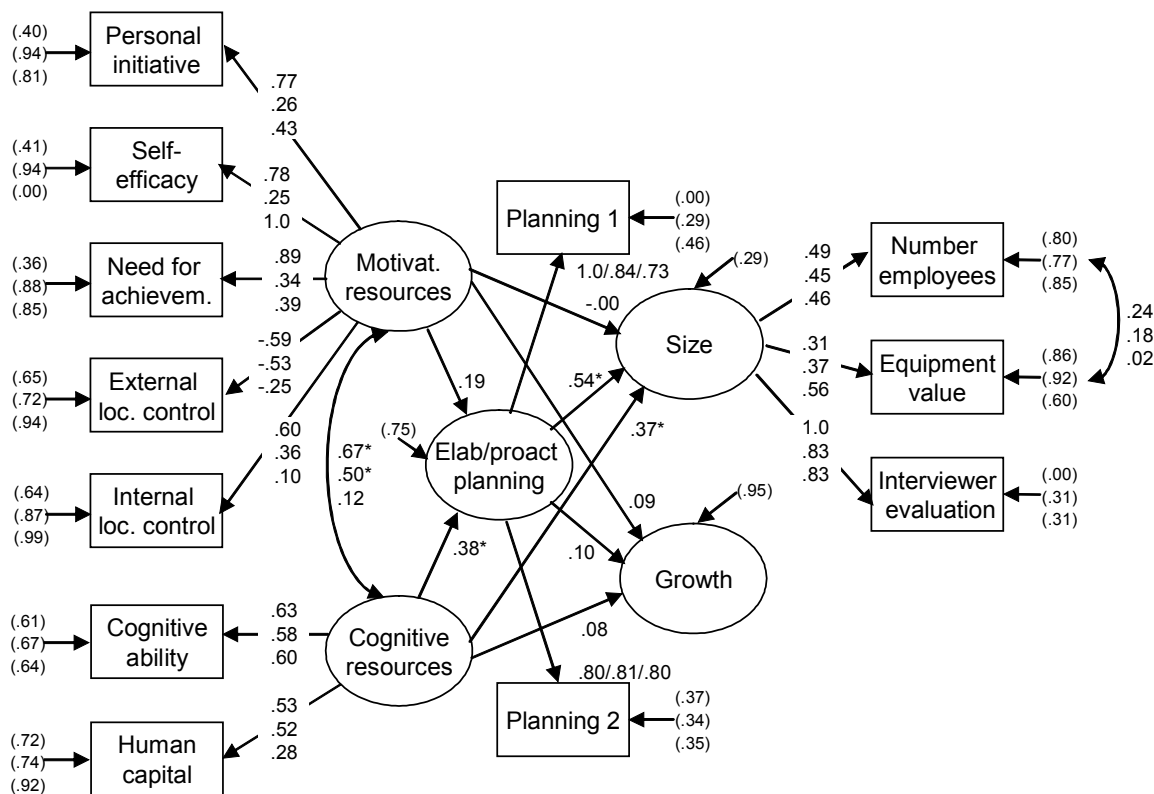 (.40)
(.94)
(.81)
Personal
initiative
.77
.26
.43
(.41)
(.94)
(.00)
Self-
efficacy
.78
.25
1.0
(.36)
(.88)
(.85)
Need for
achievem.
.89
.34
.39
(.65)
(.72)
(.94)
External
loc. control
-.59
-.53
-.25
(.64)
(.87)
(.99)
Internal
loc. control
.60
.36
.10
(.61)
(.67)
(.64)
Cognitive
ability
.63
.58
.60
(.72)
(.74)
(.92)
Human
capital
.53
.52
.28
Motivat.
resources
.67*
.50*
.12
Cognitive
resources
Planning 1
(.00)
(.29)
(.46)
1.0/.84/.73
-.00
.19
(.75)
Elab/proact
planning
.54*
.37*
.38*
.09
.10
.08
.80/.81/.80
Planning 2
(.37)
(.34)
(.35)
(.29)
Size
(.95)
Growth
.49
.45
.46
Number
employees
(.80)
(.77)
(.85)
.31
.37
.56
Equipment
value
(.86)
(.92)
(.60)
.24
.18
.02
1.0
.83
.83
Interviewer
evaluation
(.00)
(.31)
(.31)